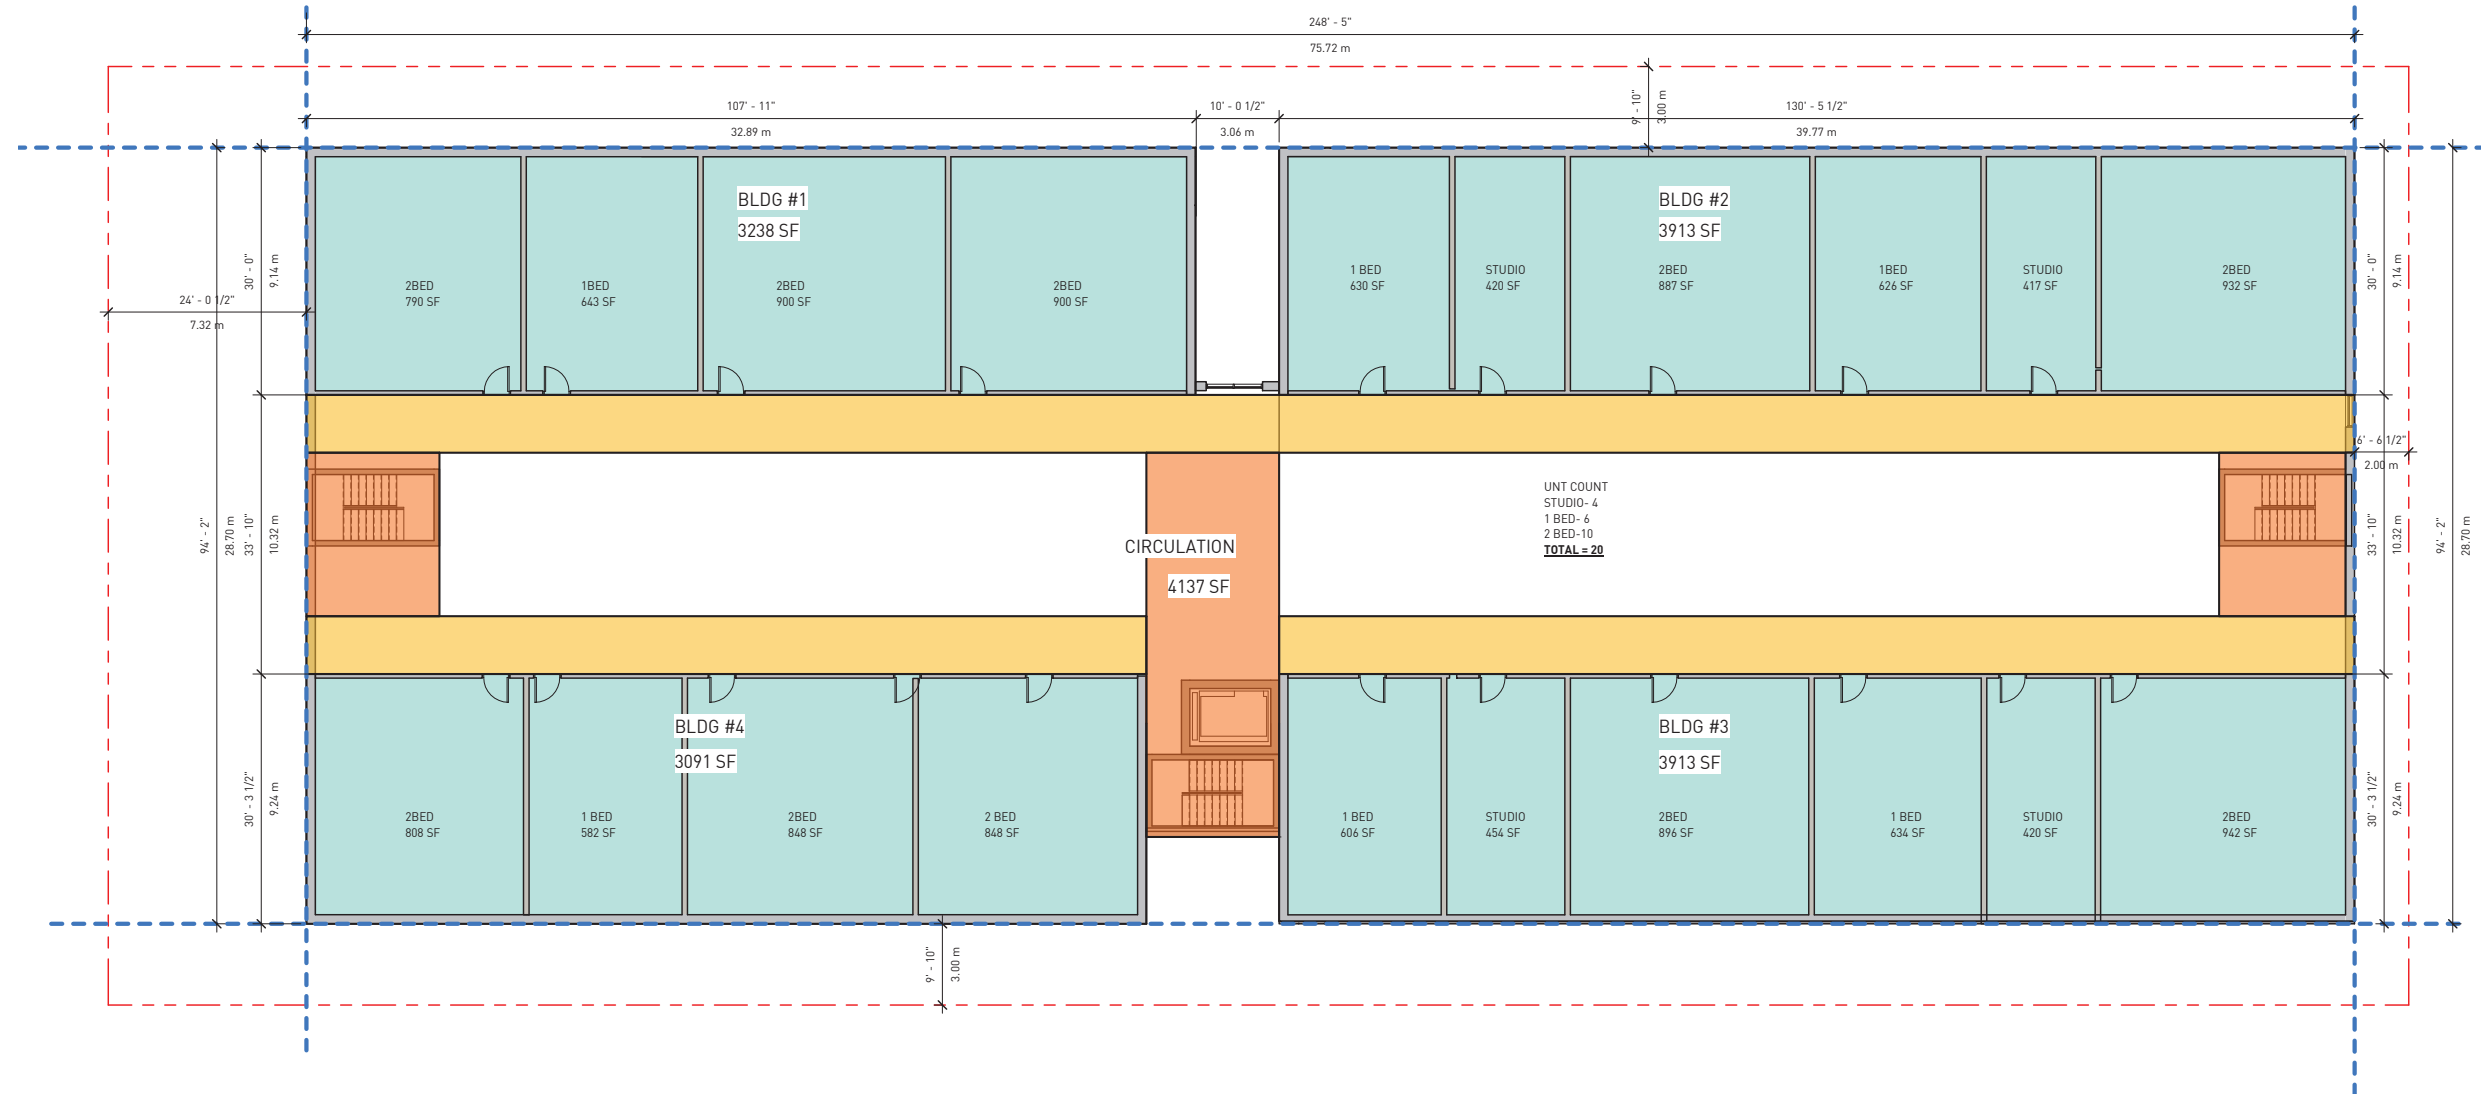 248' - 5"
75.72 m
107' - 11"
32.89 m
10' - 0 1/2"
3.06 m
9' - 10"
3.00 m
130' - 5 1/2"
39.77 m
BLDG #1
3238 SF
BLDG #2
3913 SF
30' - 0"
9.14 m
24' - 0 1/2"
7.32 m
2BED
790 SF
1BED
643 SF
2BED
900 SF
2BED
900 SF
1 BED
630 SF
STUDIO
420 SF
2BED
887 SF
1BED
626 SF
STUDIO
417 SF
2BED
932 SF
30' - 0"
9.14 m
6' - 6 1/2"
2.00 m
94' - 2"
28.70 m
33' - 10"
10.32 m
CIRCULATION
4137 SF
UNT COUNT
STUDIO- 4
1 BED- 6
2 BED-10
TOTAL = 20
33' - 10"
10.32 m
94' - 2"
28.70 m
BLDG #4
3091 SF
BLDG #3
3913 SF
30' - 3 1/2"
9.24 m
2BED
808 SF
1 BED
582 SF
2BED
848 SF
2 BED
848 SF
1 BED
606 SF
STUDIO
454 SF
2BED
896 SF
1 BED
634 SF
STUDIO
420 SF
2BED
942 SF
30' - 3 1/2"
9.24 m
9' - 10"
3.00 m